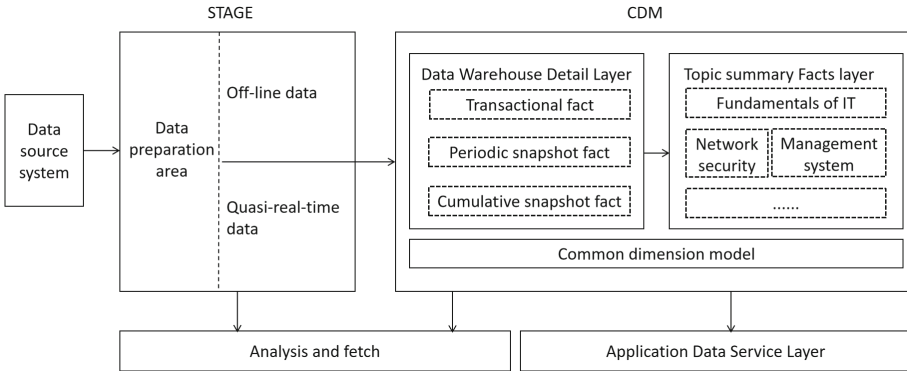 STAGE
CDM
Data
source
system
Data
preparation
area
Off-line data
Quasi-real-time
data
Data Warehouse Detail Layer
Transactional fact
Periodic snapshot fact
Cumulative snapshot fact
Topic summary Facts layer
Fundamentals of IT
Network
security
Management
system
......
Common dimension model
Analysis and fetch
Application Data Service Layer